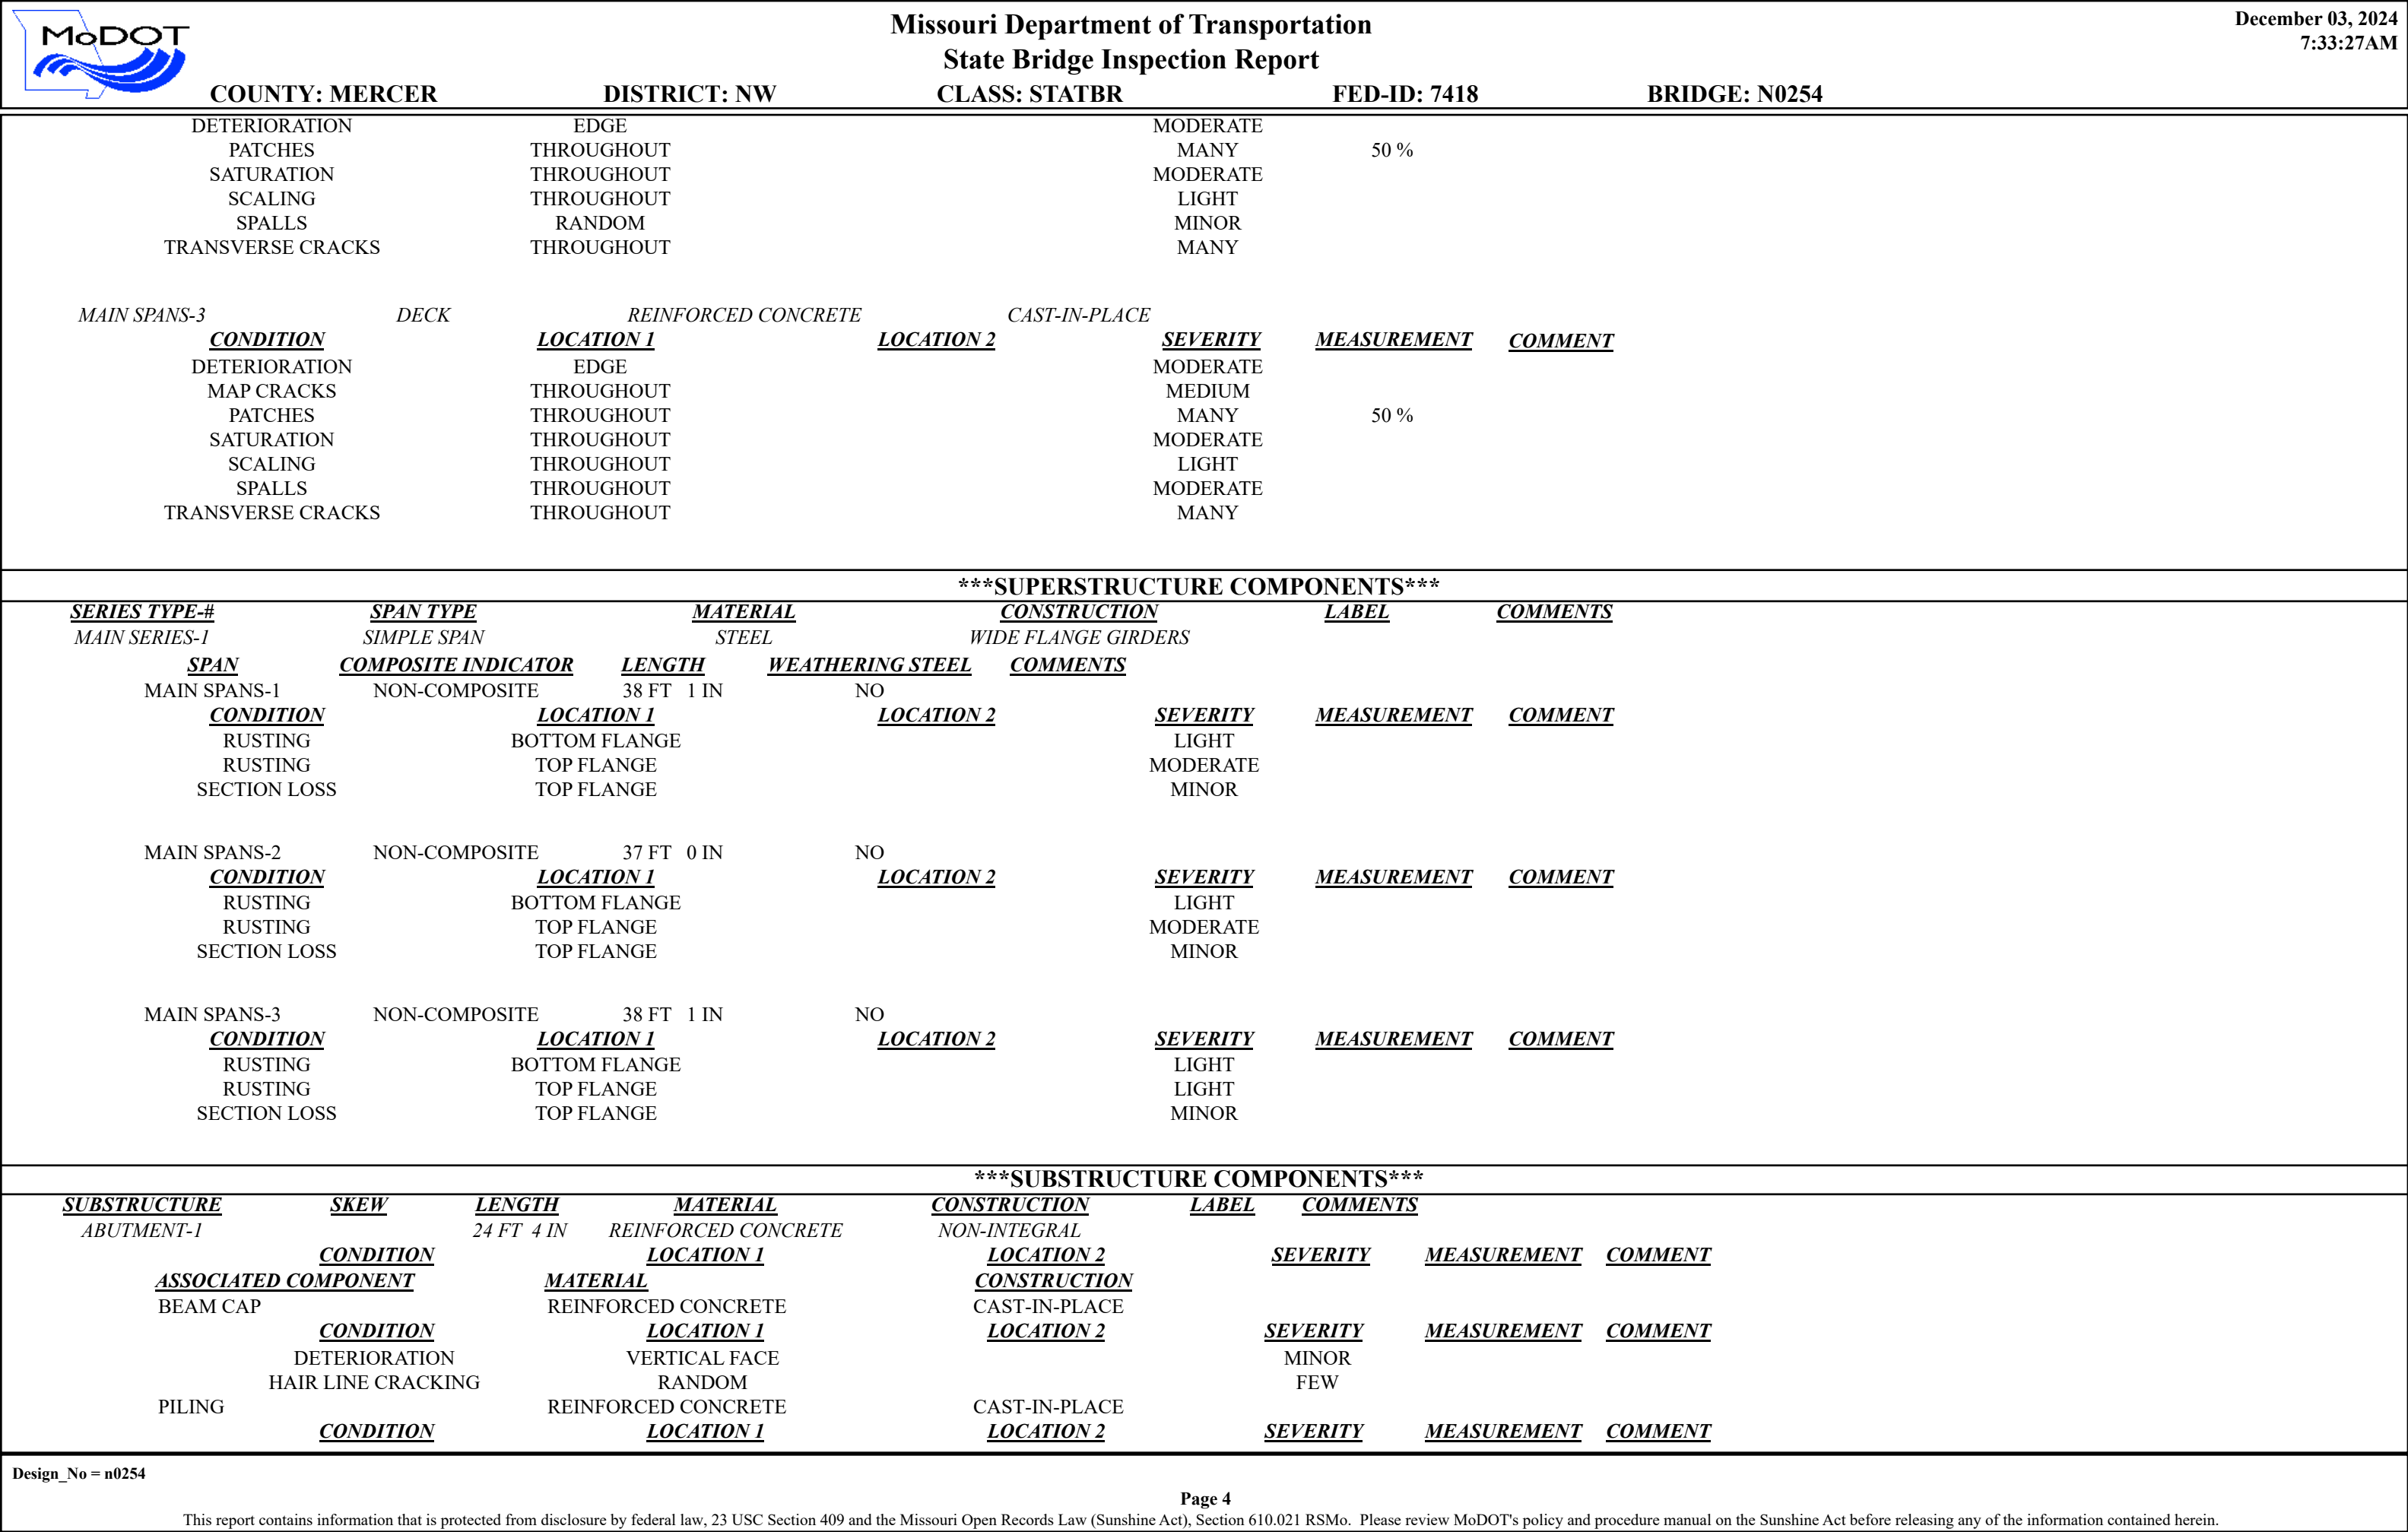 MoDOT
Missouri Department of Transportation
State Bridge Inspection Report
December 03, 2024
7:33:27AM
COUNTY: MERCER DISTRICT: NW CLASS: STATBR FED-ID: 7418 BRIDGE: N0254
DETERIORATION EDGE MODERATE
PATCHES THROUGHOUT MANY 50 %
SATURATION THROUGHOUT MODERATE
SCALING THROUGHOUT LIGHT
SPALLS RANDOM MINOR
TRANSVERSE CRACKS THROUGHOUT MANY
MAIN SPANS-3 DECK REINFORCED CONCRETE CAST-IN-PLACE
CONDITION LOCATION 1 LOCATION 2 SEVERITY MEASUREMENT COMMENT
DETERIORATION EDGE MODERATE
MAP CRACKS THROUGHOUT MEDIUM
PATCHES THROUGHOUT MANY 50 %
SATURATION THROUGHOUT MODERATE
SCALING THROUGHOUT LIGHT
SPALLS THROUGHOUT MODERATE
TRANSVERSE CRACKS THROUGHOUT MANY
***SUPERSTRUCTURE COMPONENTS***
SERIES TYPE-# SPAN TYPE MATERIAL CONSTRUCTION LABEL COMMENTS
MAIN SERIES-1 SIMPLE SPAN STEEL WIDE FLANGE GIRDERS
SPAN COMPOSITE INDICATOR LENGTH WEATHERING STEEL COMMENTS
MAIN SPANS-1 NON-COMPOSITE 38 FT 1 IN NO
CONDITION LOCATION 1 LOCATION 2 SEVERITY MEASUREMENT COMMENT
RUSTING BOTTOM FLANGE LIGHT
RUSTING TOP FLANGE MODERATE
SECTION LOSS TOP FLANGE MINOR
MAIN SPANS-2 NON-COMPOSITE 37 FT 0 IN NO
CONDITION LOCATION 1 LOCATION 2 SEVERITY MEASUREMENT COMMENT
RUSTING BOTTOM FLANGE LIGHT
RUSTING TOP FLANGE MODERATE
SECTION LOSS TOP FLANGE MINOR
MAIN SPANS-3 NON-COMPOSITE 38 FT 1 IN NO
CONDITION LOCATION 1 LOCATION 2 SEVERITY MEASUREMENT COMMENT
RUSTING BOTTOM FLANGE LIGHT
RUSTING TOP FLANGE LIGHT
SECTION LOSS TOP FLANGE MINOR
***SUBSTRUCTURE COMPONENTS***
SUBSTRUCTURE SKEW LENGTH MATERIAL CONSTRUCTION LABEL COMMENTS
ABUTMENT-1 24 FT 4 IN REINFORCED CONCRETE NON-INTEGRAL
CONDITION LOCATION 1 LOCATION 2 SEVERITY MEASUREMENT COMMENT
ASSOCIATED COMPONENT MATERIAL CONSTRUCTION
BEAM CAP REINFORCED CONCRETE CAST-IN-PLACE
CONDITION LOCATION 1 LOCATION 2 SEVERITY MEASUREMENT COMMENT
DETERIORATION VERTICAL FACE MINOR
HAIR LINE CRACKING RANDOM FEW
PILING REINFORCED CONCRETE CAST-IN-PLACE
CONDITION LOCATION 1 LOCATION 2 SEVERITY MEASUREMENT COMMENT
Design_No = n0254
Page 4
This report contains information that is protected from disclosure by federal law, 23 USC Section 409 and the Missouri Open Records Law (Sunshine Act), Section 610.021 RSMo. Please review MoDOT's policy and procedure manual on the Sunshine Act before releasing any of the information contained herein.